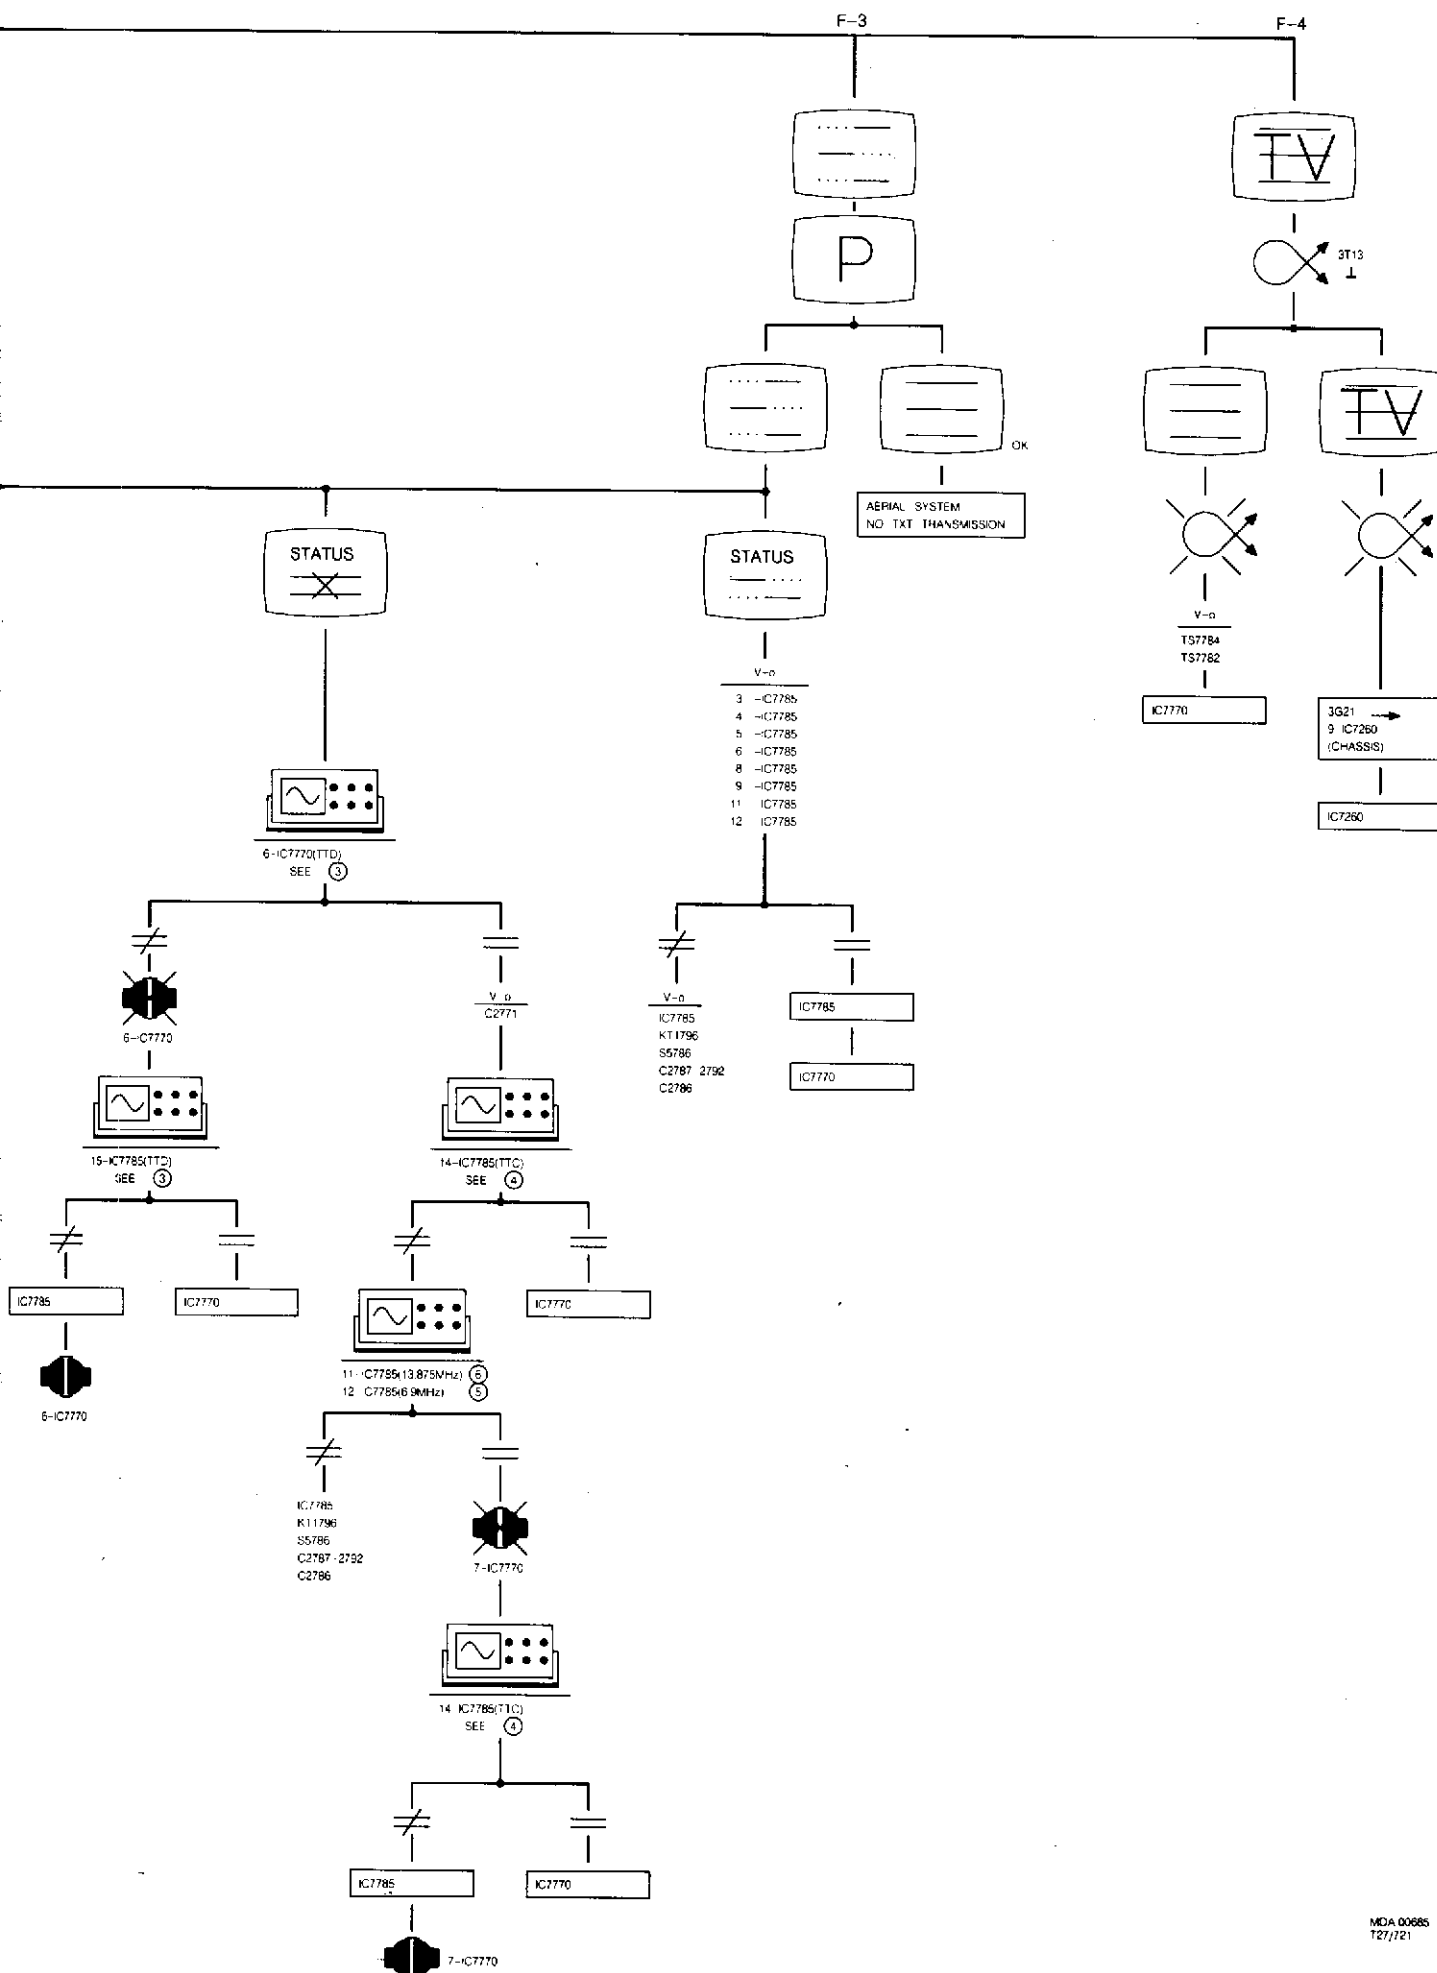 F-3
F-4
TV
P
3T13
OK
TV
AERIAL SYSTEM
NO TXT TRANSMISSION
STATUS
STATUS
V-Ω
TS7784
TS7782
IC7770
3G21
9 IC7260
(CHASSIS)
IC7260
V-Ω
3 -IC7785
4 -IC7785
5 -IC7785
6 -IC7785
8 -IC7785
9 -IC7785
11 IC7785
12 IC7785
6-IC7770(TTD)
SEE 3
6-IC7770
V-Ω
C2771
V-Ω
IC7785
KT1796
S5786
C2787-2792
C2786
IC7785
IC7770
15-IC7785(TTD)
SEE 3
14-IC7785(TTC)
SEE 4
IC7785
IC7770
IC7770
6-IC7770
11-IC7785(13.875MHz) 6
12 IC7785(6.9MHz) 5
IC7785
KT1796
S5786
C2787-2792
C2786
7-IC7770
14 IC7785(TTC)
SEE 4
IC7785
IC7770
7-IC7770
MDA 00685
T27/721